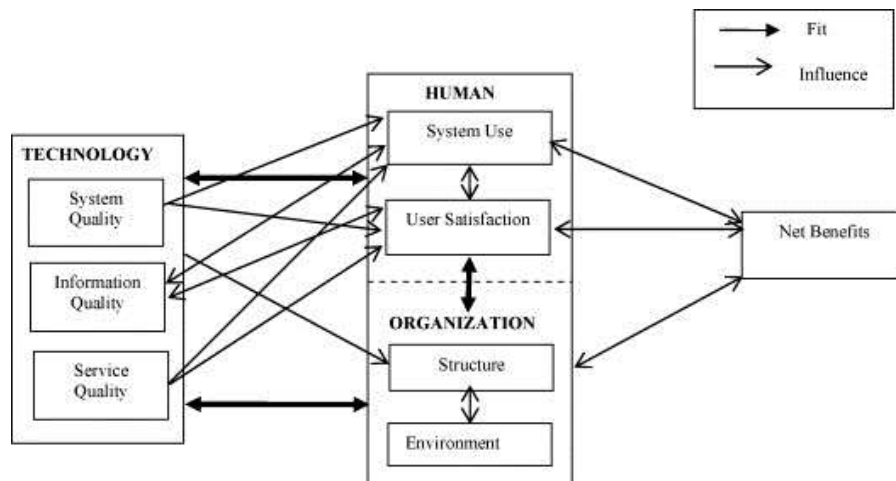 Fit
Influence
HUMAN
System Use
TECHNOLOGY
System
Quality
User Satisfaction
Net Benefits
Information
Quality
ORGANIZATION
Structure
Service
Quality
Environment